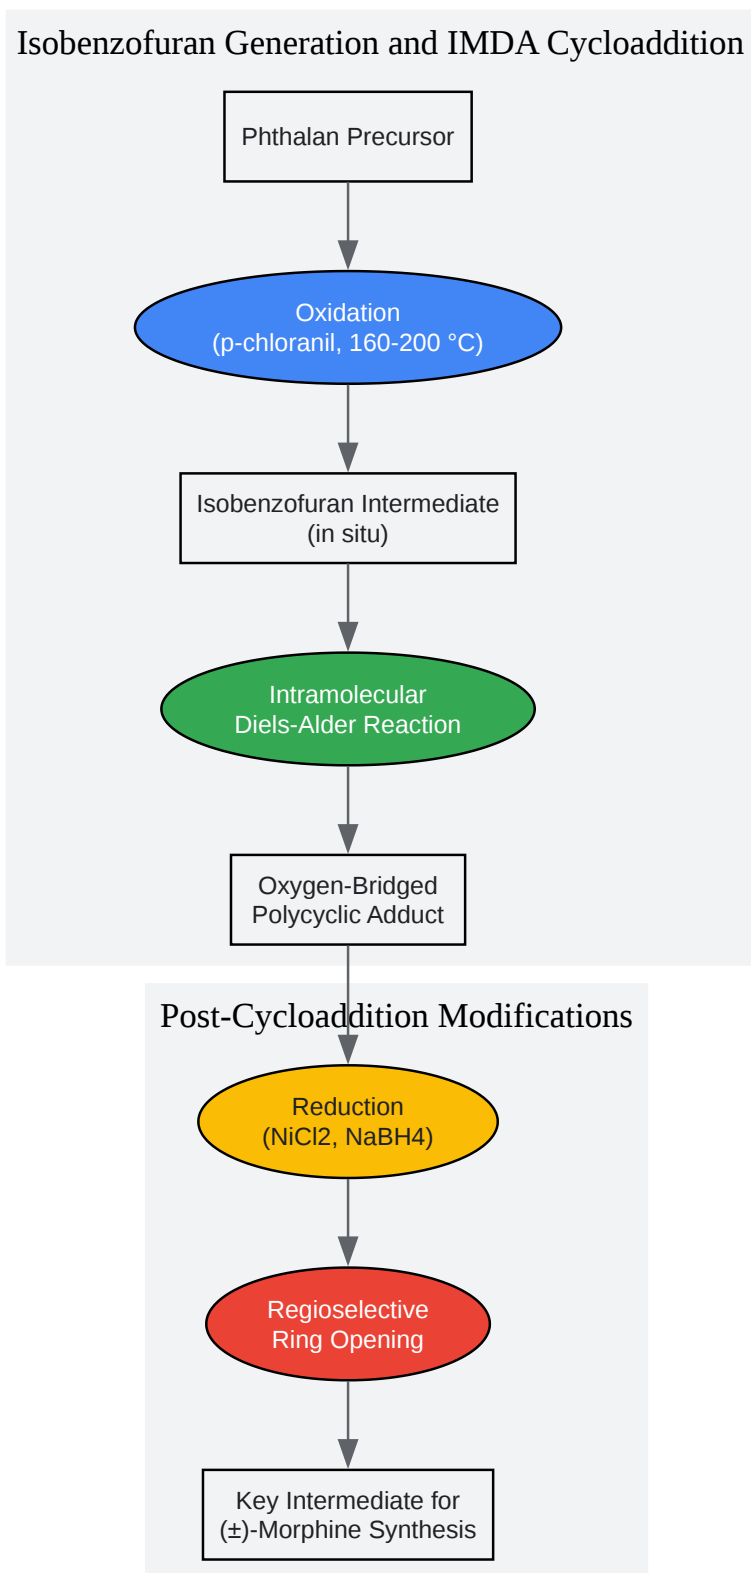 Isobenzofuran Generation and IMDA Cycloaddition
Phthalan Precursor
Oxidation
(p-chloranil, 160-200 °C)
Isobenzofuran Intermediate
(in situ)
Intramolecular
Diels-Alder Reaction
Oxygen-Bridged
Polycyclic Adduct
Post-Cycloaddition Modifications
Reduction
(NiCl2, NaBH4)
Regioselective
Ring Opening
Key Intermediate for
(±)-Morphine Synthesis